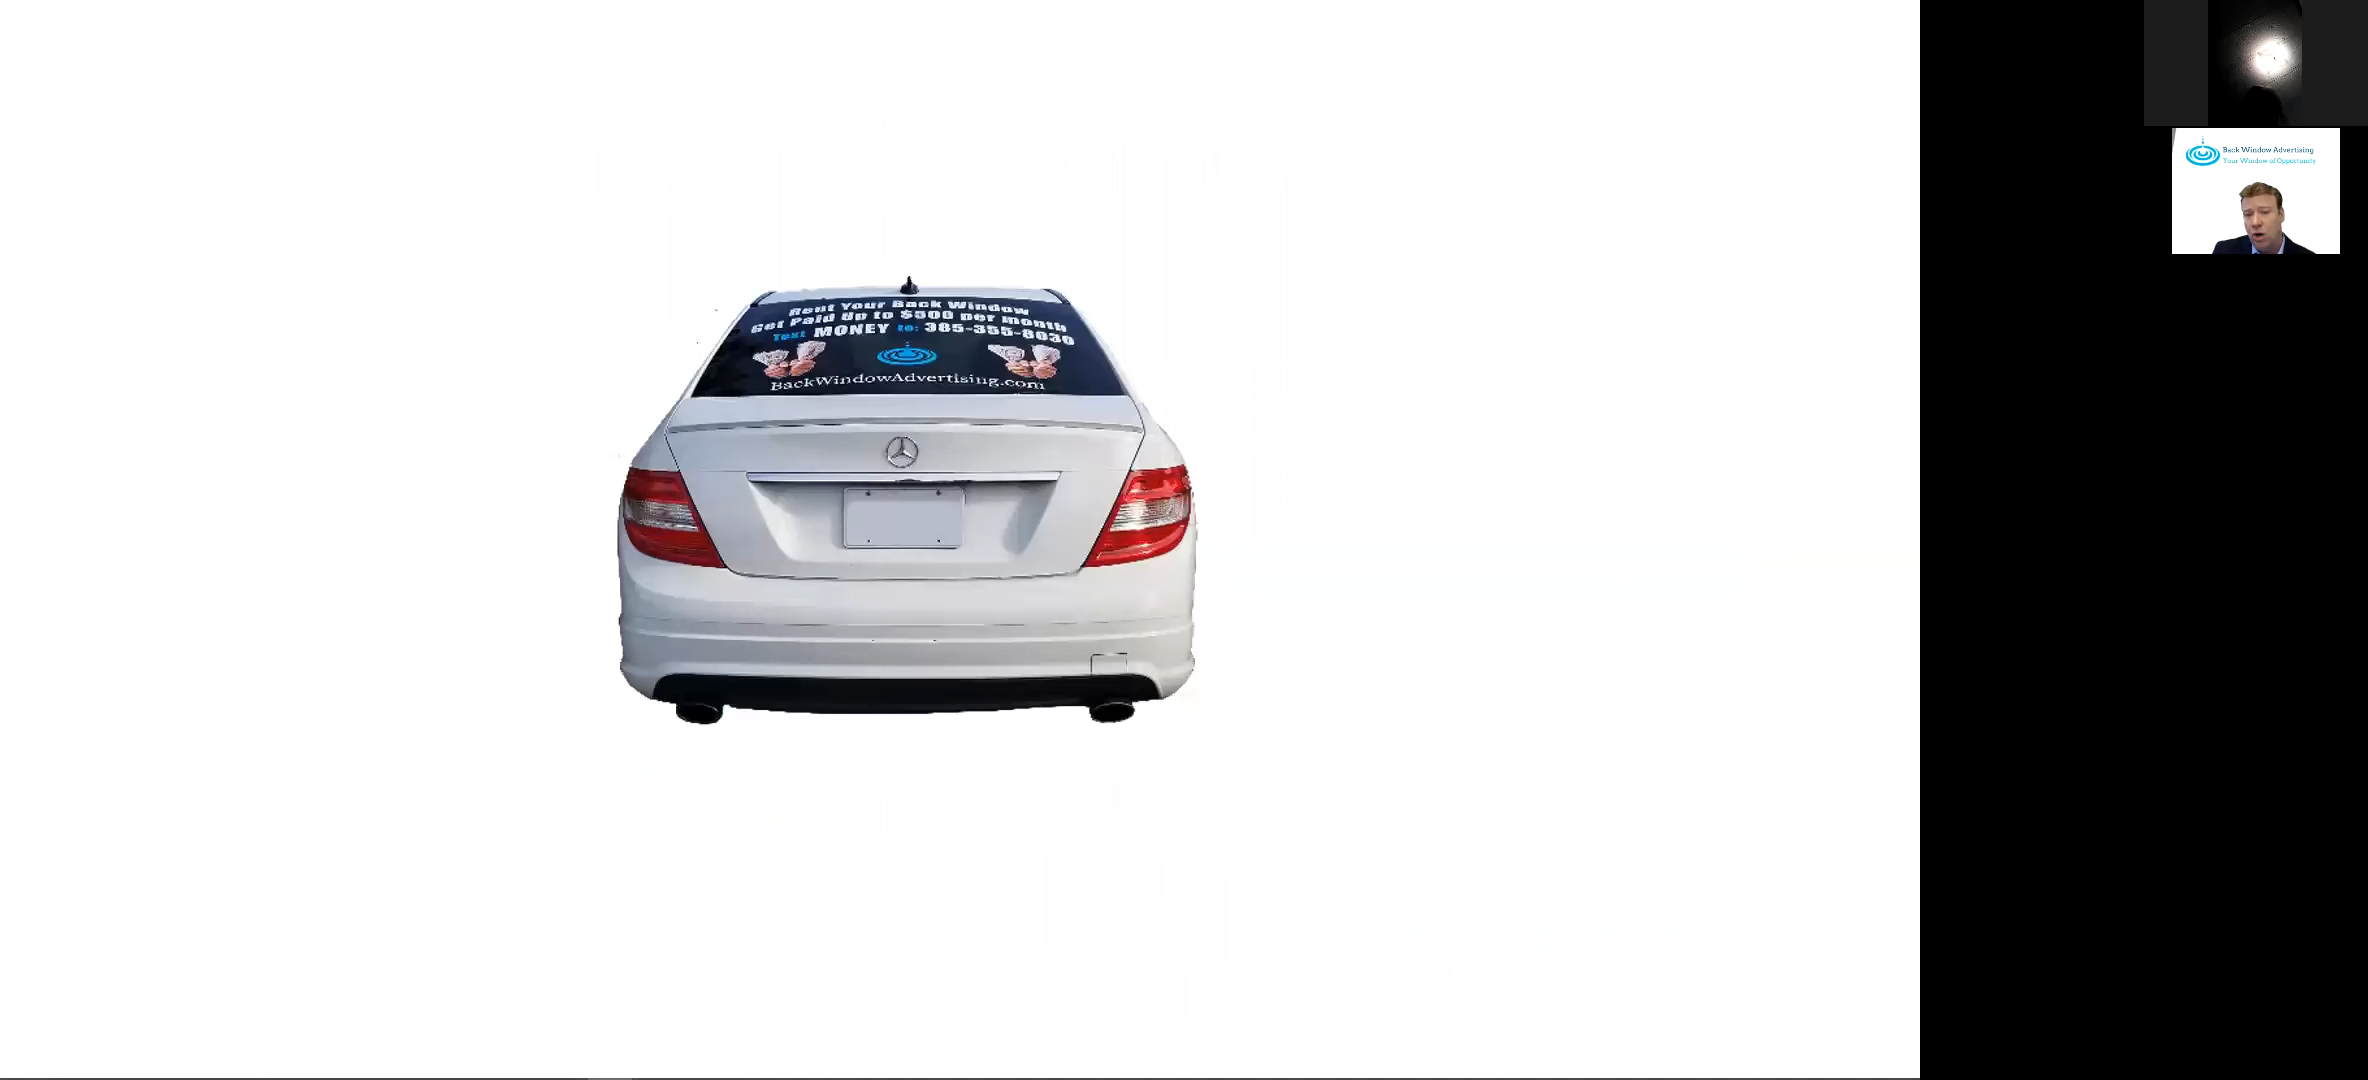 Rent Your Back Window
Get Paid Up to $500 per month
Text MONEY to: 385-355-8030
BackWindowAdvertising.com
Back Window Advertising
Your Window of Opportunity